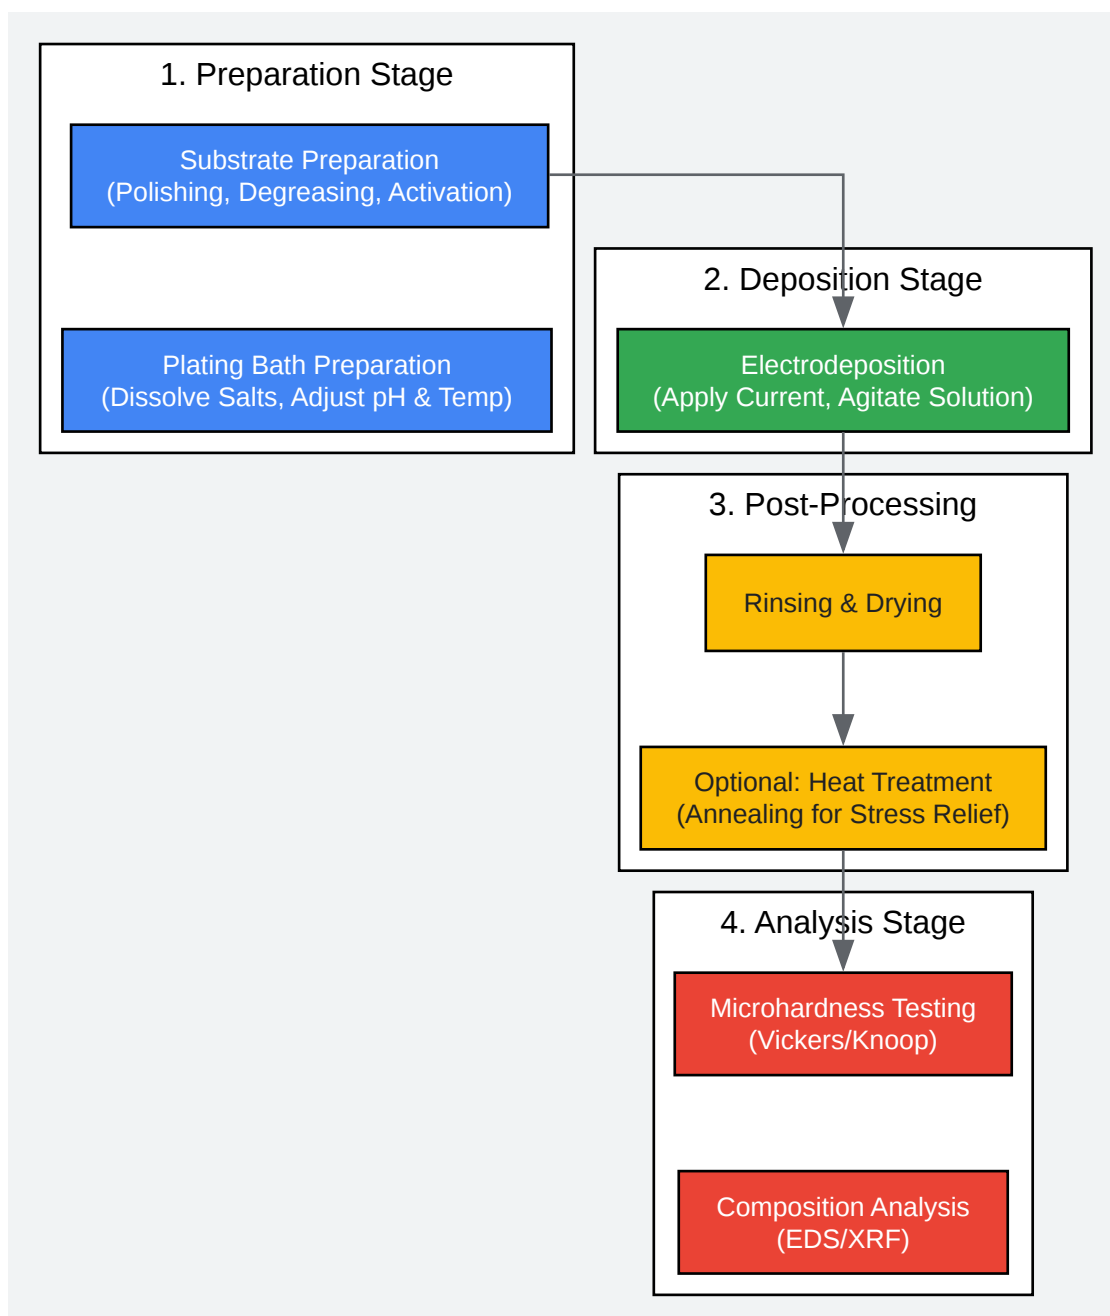 1. Preparation Stage
Substrate Preparation
(Polishing, Degreasing, Activation)
Plating Bath Preparation
(Dissolve Salts, Adjust pH & Temp)
2. Deposition Stage
Electrodeposition
(Apply Current, Agitate Solution)
3. Post-Processing
Rinsing & Drying
Optional: Heat Treatment
(Annealing for Stress Relief)
4. Analysis Stage
Microhardness Testing
(Vickers/Knoop)
Composition Analysis
(EDS/XRF)